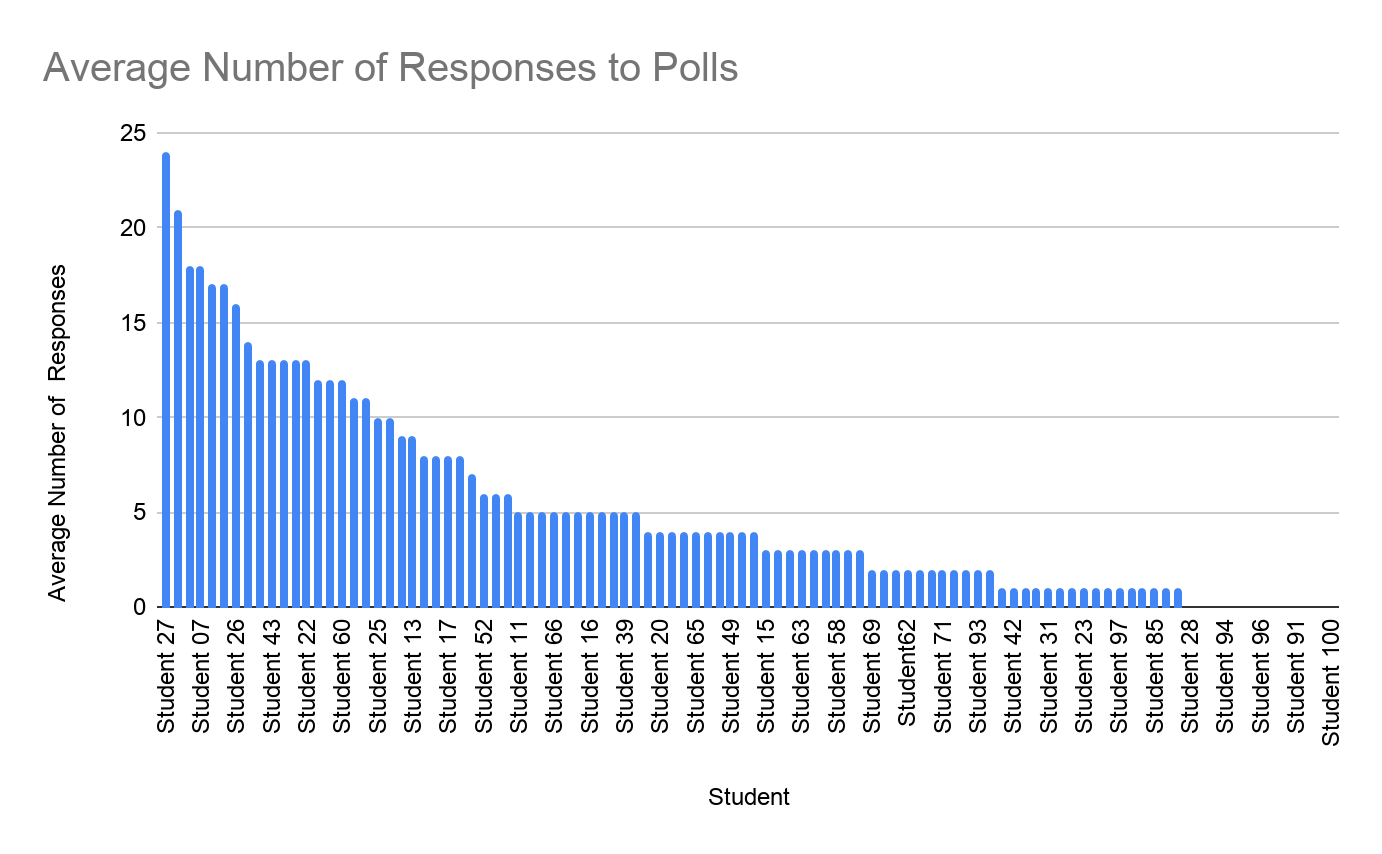 Average Number of Responses to Polls
Average Number of  Responses
25
20
15
10
5
0
Student 27
Student 07
Student 26
Student 43
Student 22
Student 60
Student 25
Student 13
Student 17
Student 52
Student 11
Student 66
Student 16
Student 39
Student 20
Student 65
Student 49
Student 15
Student 63
Student 58
Student 69
Student62
Student 71
Student 93
Student 42
Student 31
Student 23
Student 97
Student 85
Student 28
Student 94
Student 96
Student 91
Student 100
Student